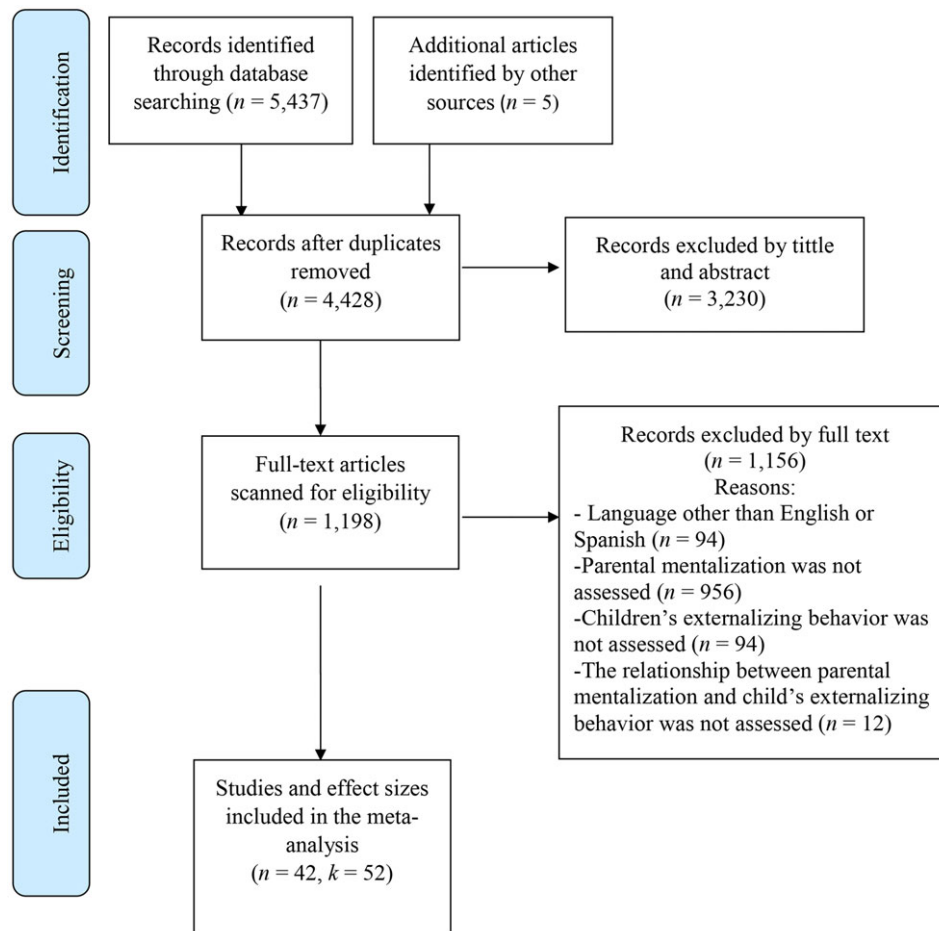 Identification
Records identified
through database
searching (n = 5,437)
Additional articles
identified by other
sources (n = 5)
Screening
Records after duplicates
removed
(n = 4,428)
Records excluded by tittle
and abstract
(n = 3,230)
Eligibility
Full-text articles
scanned for eligibility
(n = 1,198)
Records excluded by full text
(n = 1,156)
Reasons:
- Language other than English or
Spanish (n = 94)
-Parental mentalization was not
assessed (n = 956)
-Children’s externalizing behavior was
not assessed (n = 94)
-The relationship between parental
mentalization and child’s externalizing
behavior was not assessed (n = 12)
Included
Studies and effect sizes
included in the meta-
analysis
(n = 42, k = 52)